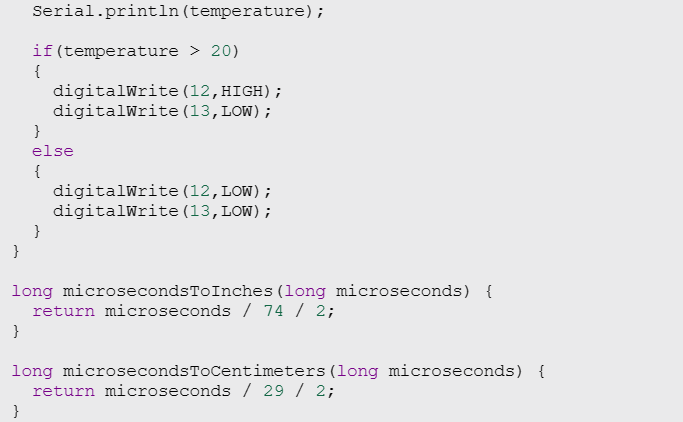 Serial.println(temperature);
if(temperature > 20)
{
digitalWrite(12,HIGH);
digitalWrite(13,LOW);
}
else
{
digitalWrite(12,LOW);
digitalWrite(13,LOW);
}
}
long microsecondsToInches(long microseconds) {
return microseconds / 74 / 2;
}
long microsecondsToCentimeters(long microseconds) {
return microseconds / 29 / 2;
}